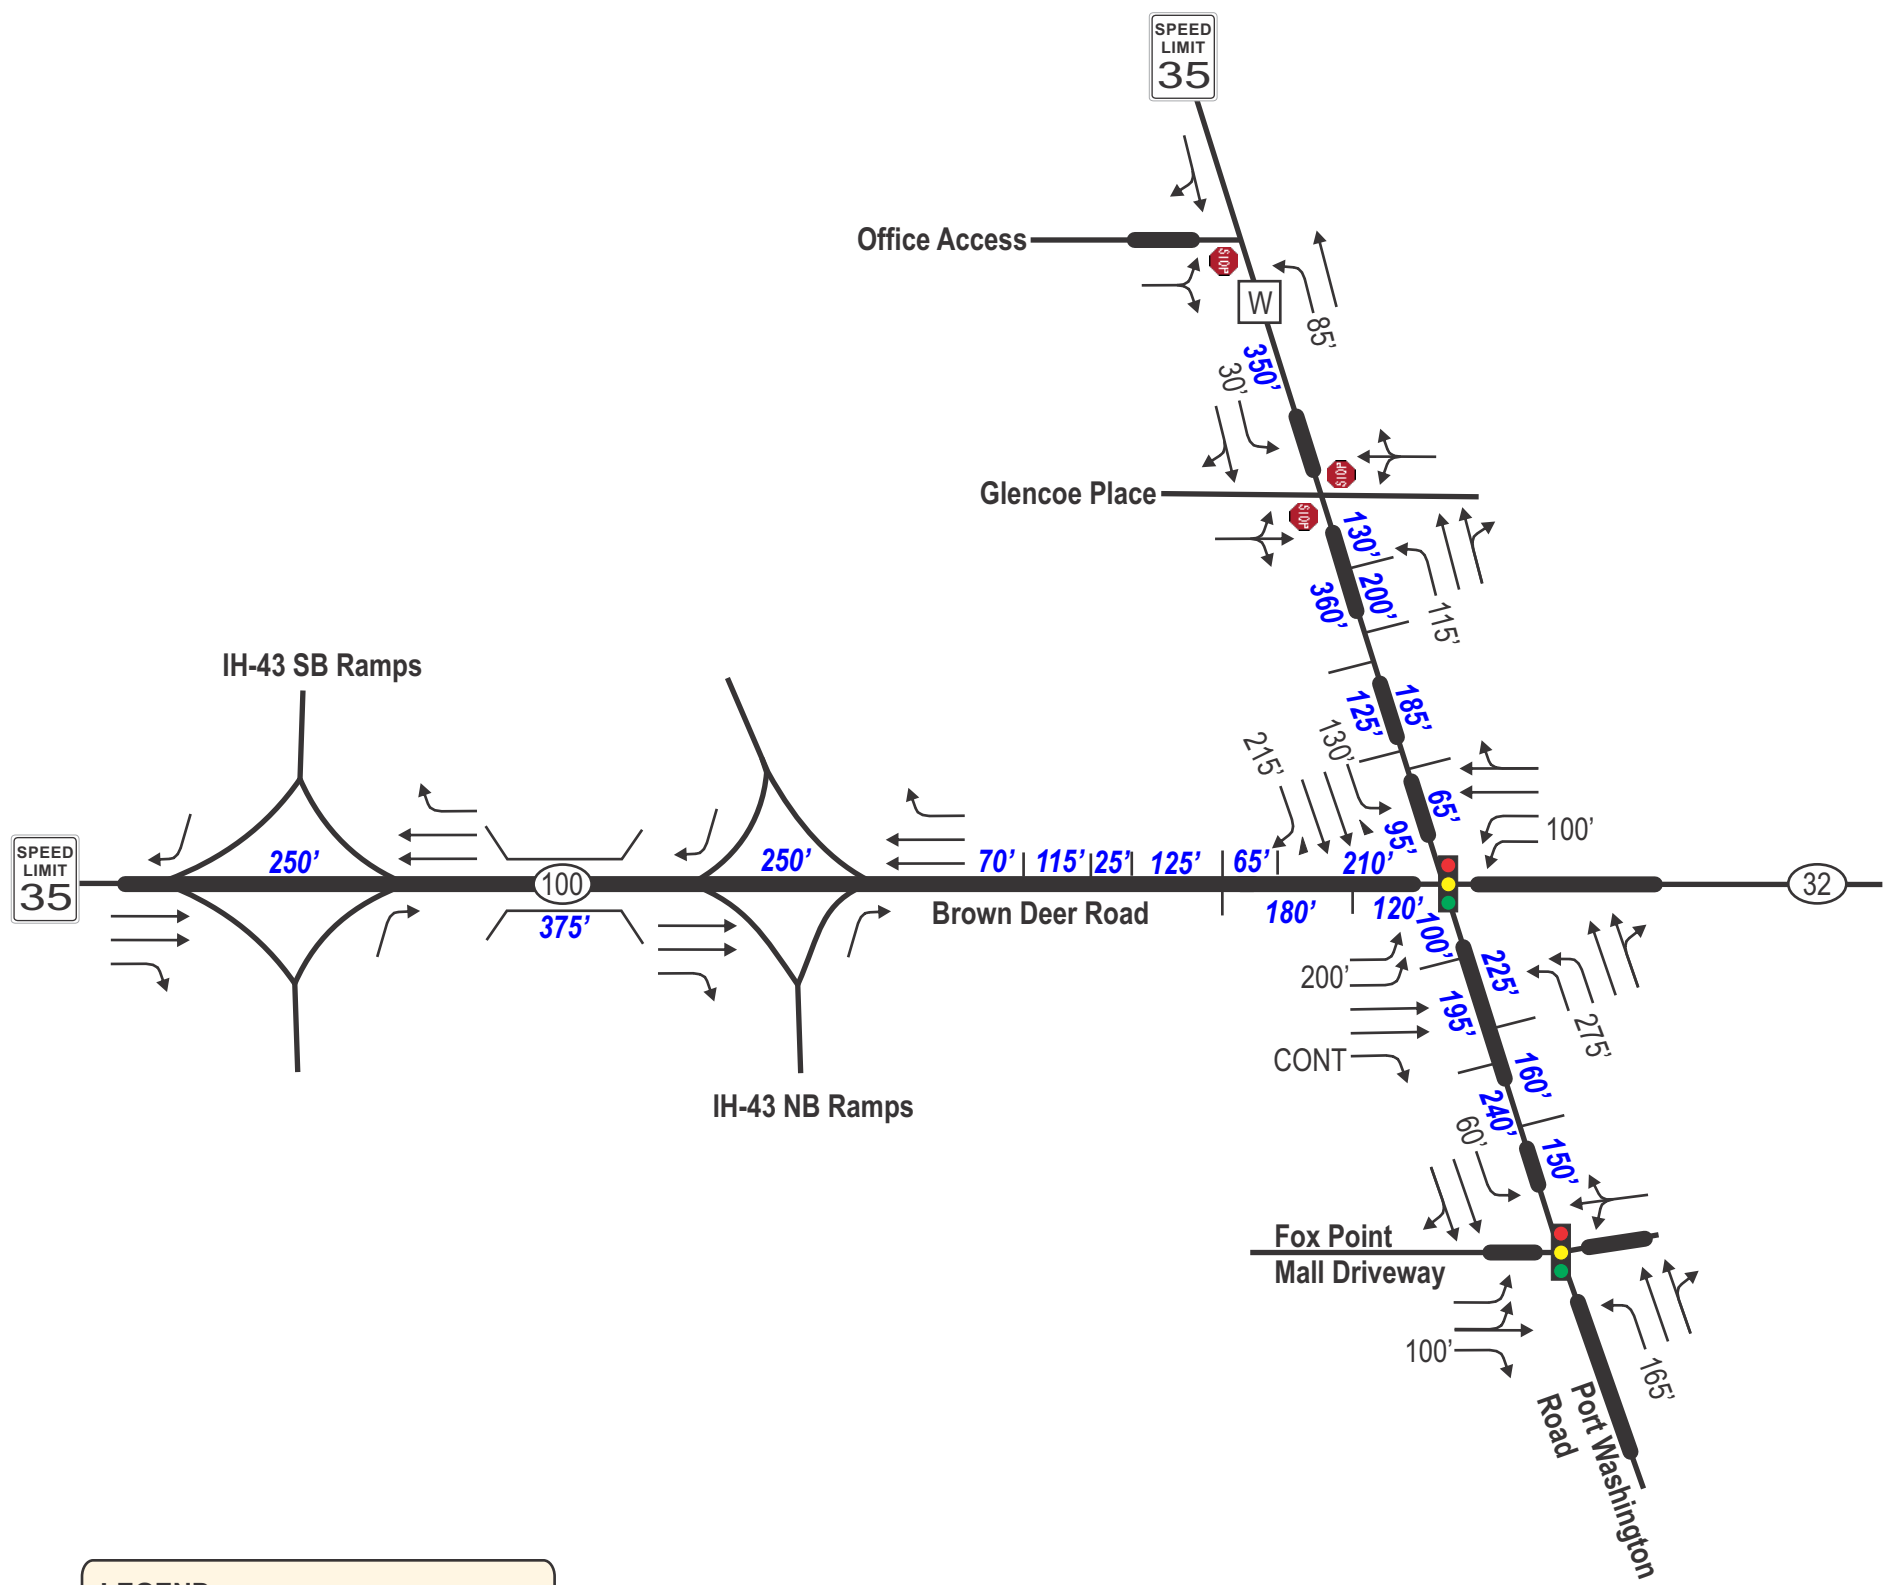 SPEED
LIMIT
35
Office Access
STOP
W
85'
350'
30'
STOP
Glencoe Place
STOP
130'
200'
360'
115'
IH-43 SB Ramps
185'
125'
130'
215'
65'
95'
100'
SPEED
LIMIT
35
250'
100
375'
250'
70'
115'
25'
125'
65'
210'
32
Brown Deer Road
180'
120'
100'
225'
200'
195'
275'
CONT
IH-43 NB Ramps
160'
240'
60'
150'
Fox Point
Mall Driveway
100'
165'
Port Washington
Road